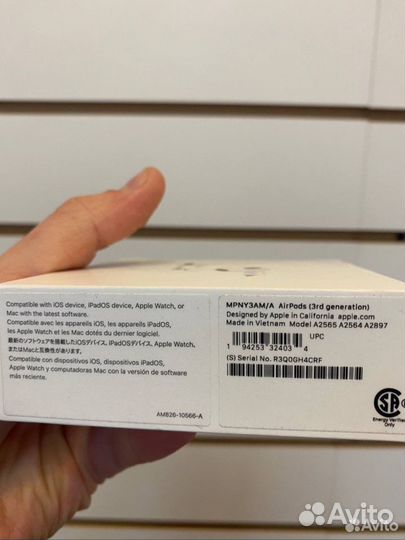 Compatible with iOS device, iPadOS device, Apple Watch, or
Mac with the latest software.
Compatible avec les appareils iOS, les appareils iPadOS,
les Apple Watch et les Mac dotés du dernier logiciel.
最新のソフトウェアを搭載したiOSデバイス、iPadOSデバイス、Apple Watch、
またはMacと互換性があります。
Compatible con dispositivos iOS, dispositivos iPadOS,
Apple Watch y computadoras Mac con la versión de software
más reciente.
AM826-10566-A
MPNY3AM/A AirPods (3rd generation)
Designed by Apple in California apple.com
Made in Vietnam Model A2565 A2564 A2897
UPC
1 94253 32403 4
(S) Serial No. R3Q0GH4CRF
SA
Energy Verified
Only
Avito
Avito